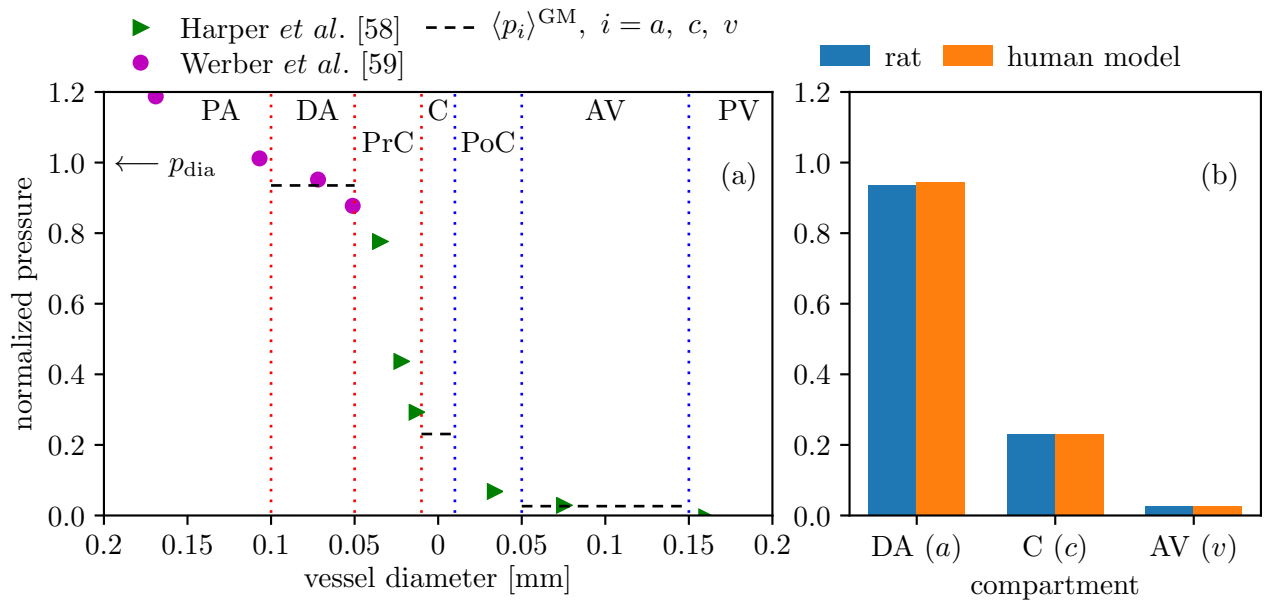 Harper et al. [58]
Werber et al. [59]
⟨p_i⟩^GM, i = a, c, v
rat
human model
normalized pressure
1.2
1.0
0.8
0.6
0.4
0.2
0.0
PA
DA
C
AV
PV
PrC
PoC
← p_dia
(a)
0.2
0.15
0.1
0.05
0
0.05
0.1
0.15
0.2
vessel diameter [mm]
1.2
1.0
0.8
0.6
0.4
0.2
0.0
(b)
DA (a)
C (c)
AV (v)
compartment